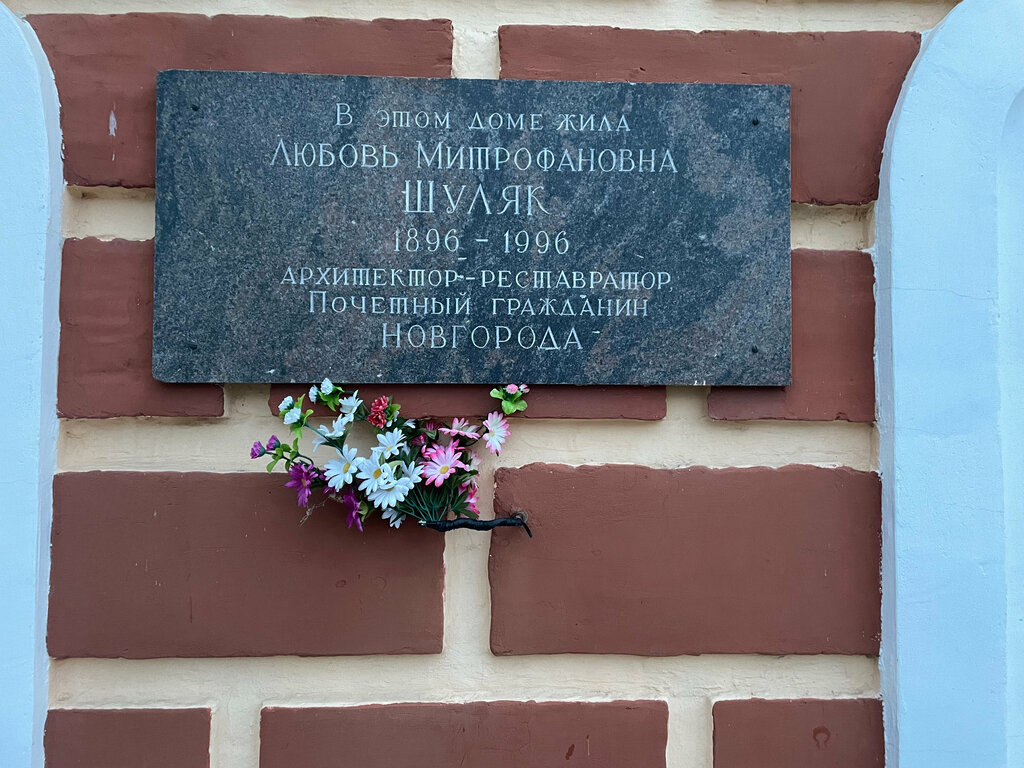 В этом доме жила
Любовь Митрофановна
Шуляк
1896 - 1996
архитектор-реставратор
Почетный гражданин
Новгорода